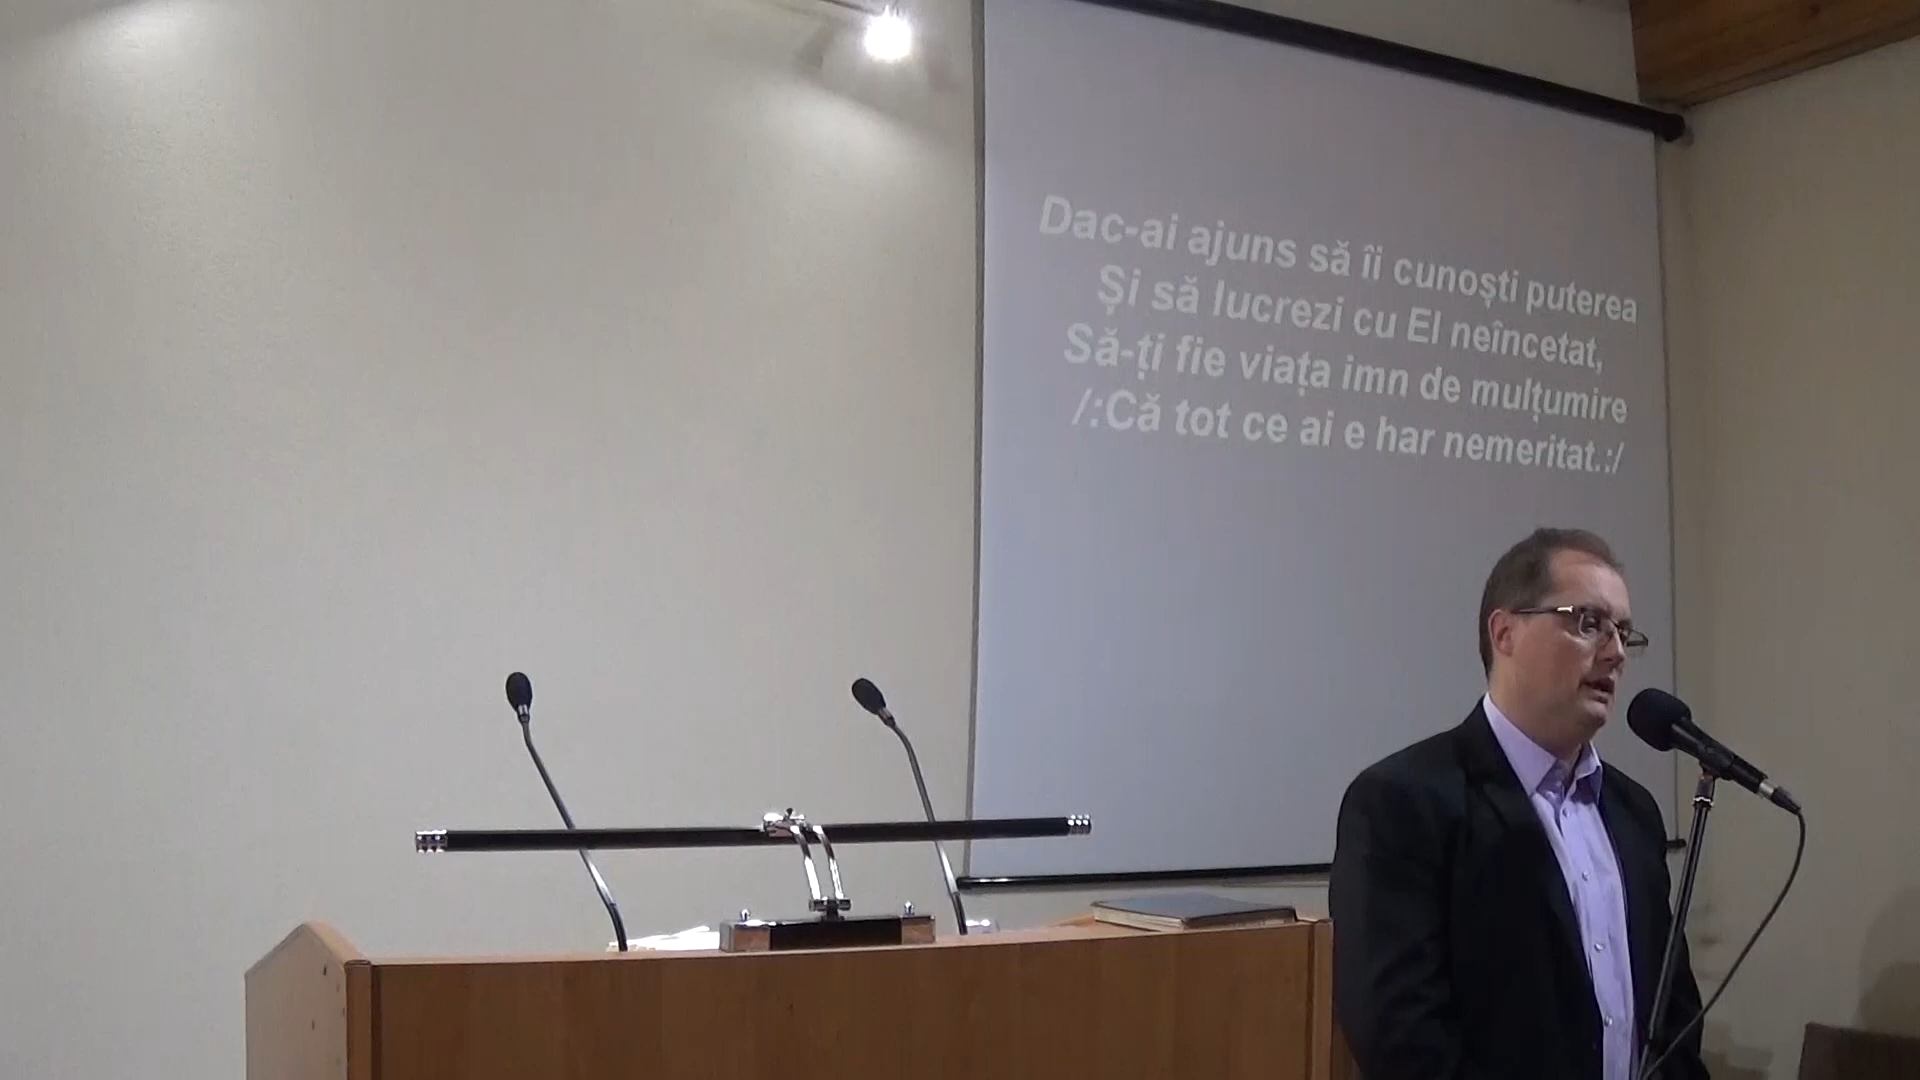 Dac-ai ajuns să îi cunoști puterea
Și să lucrezi cu El neîncetat,
Să-ți fie viața imn de mulțumire
/:Că tot ce ai e har nemeritat.:/